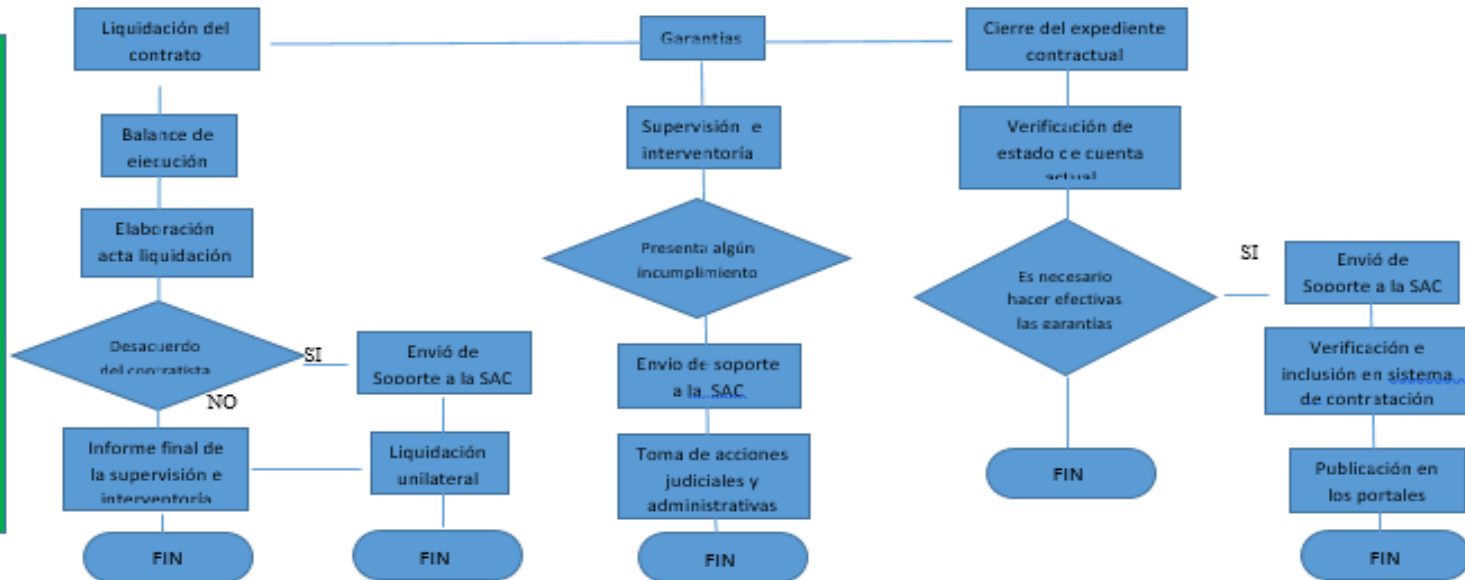 Liquidación del
contrato
Balance de
ejecución
Elaboración
acta liquidación
Desacuerdo
del contratista
SI
NO
Envió de
Soporte a la SAC
Informe final de
la supervisión e
interventoría
Liquidación
unilateral
FIN
FIN
Garantías
Supervisión e
interventoría
Presenta algún
incumplimiento
Envío de soporte
a la SAC
Toma de acciones
judiciales y
administrativas
FIN
Cierre del expediente
contractual
Verificación de
estado de cuenta
actual
Es necesario
hacer efectivas
las garantías
SI
FIN
Envió de
Soporte a la SAC
Verificación e
inclusión en sistema
de contratación
Publicación en
los portales
FIN